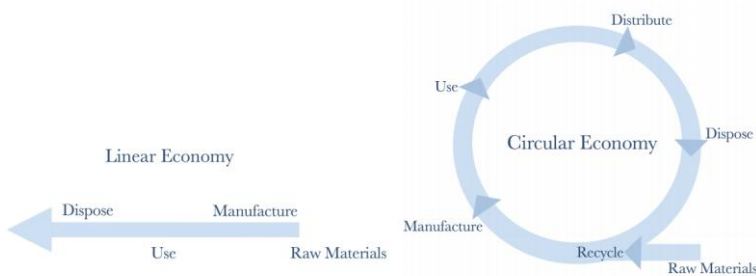 Linear Economy
Dispose
Manufacture
Use
Raw Materials
Distribute
Use
Circular Economy
Dispose
Manufacture
Recycle
Raw Materials